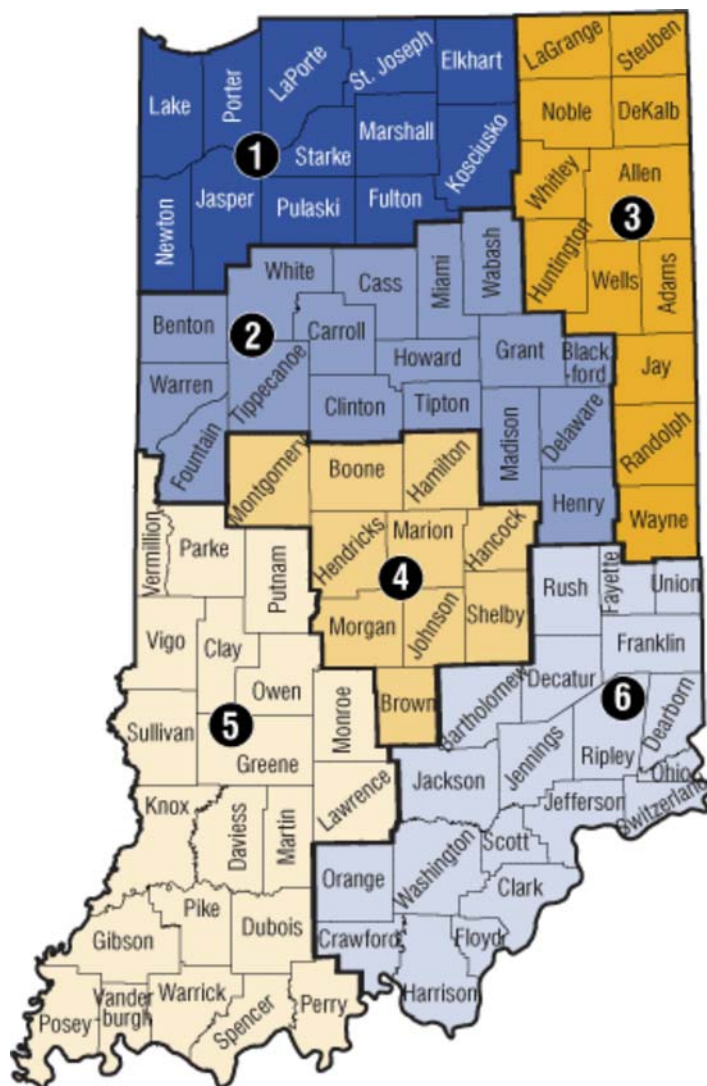 LaGrange
Steuben
Elkhart
St. Joseph
LaPorte
Porter
Lake
Noble
DeKalb
Marshall
1
Starke
Kosciusko
Whitley
Allen
Newton
Jasper
Pulaski
Fulton
3
Huntington
Wells
Adams
White
Cass
Miami
Wabash
Benton
2
Carroll
Howard
Grant
Black
-ford
Jay
Warren
Tippecanoe
Clinton
Tipton
Madison
Delaware
Randolph
Fountain
Montgomery
Boone
Hamilton
Henry
Wayne
Vermillion
Parke
Putnam
Hendricks
Marion
Hancock
4
Rush
Fayette
Union
Vigo
Clay
Morgan
Johnson
Shelby
Franklin
Owen
Monroe
Brown
Bartholomew
Decatur
6
Dearborn
Sullivan
5
Greene
Jennings
Ripley
Ohio
Knox
Daviess
Martin
Lawrence
Jackson
Jefferson
Switzerland
Scott
Orange
Washington
Clark
Pike
Dubois
Gibson
Crawford
Floyd
Harrison
Posey
Vander
burgh
Warrick
Spencer
Perry